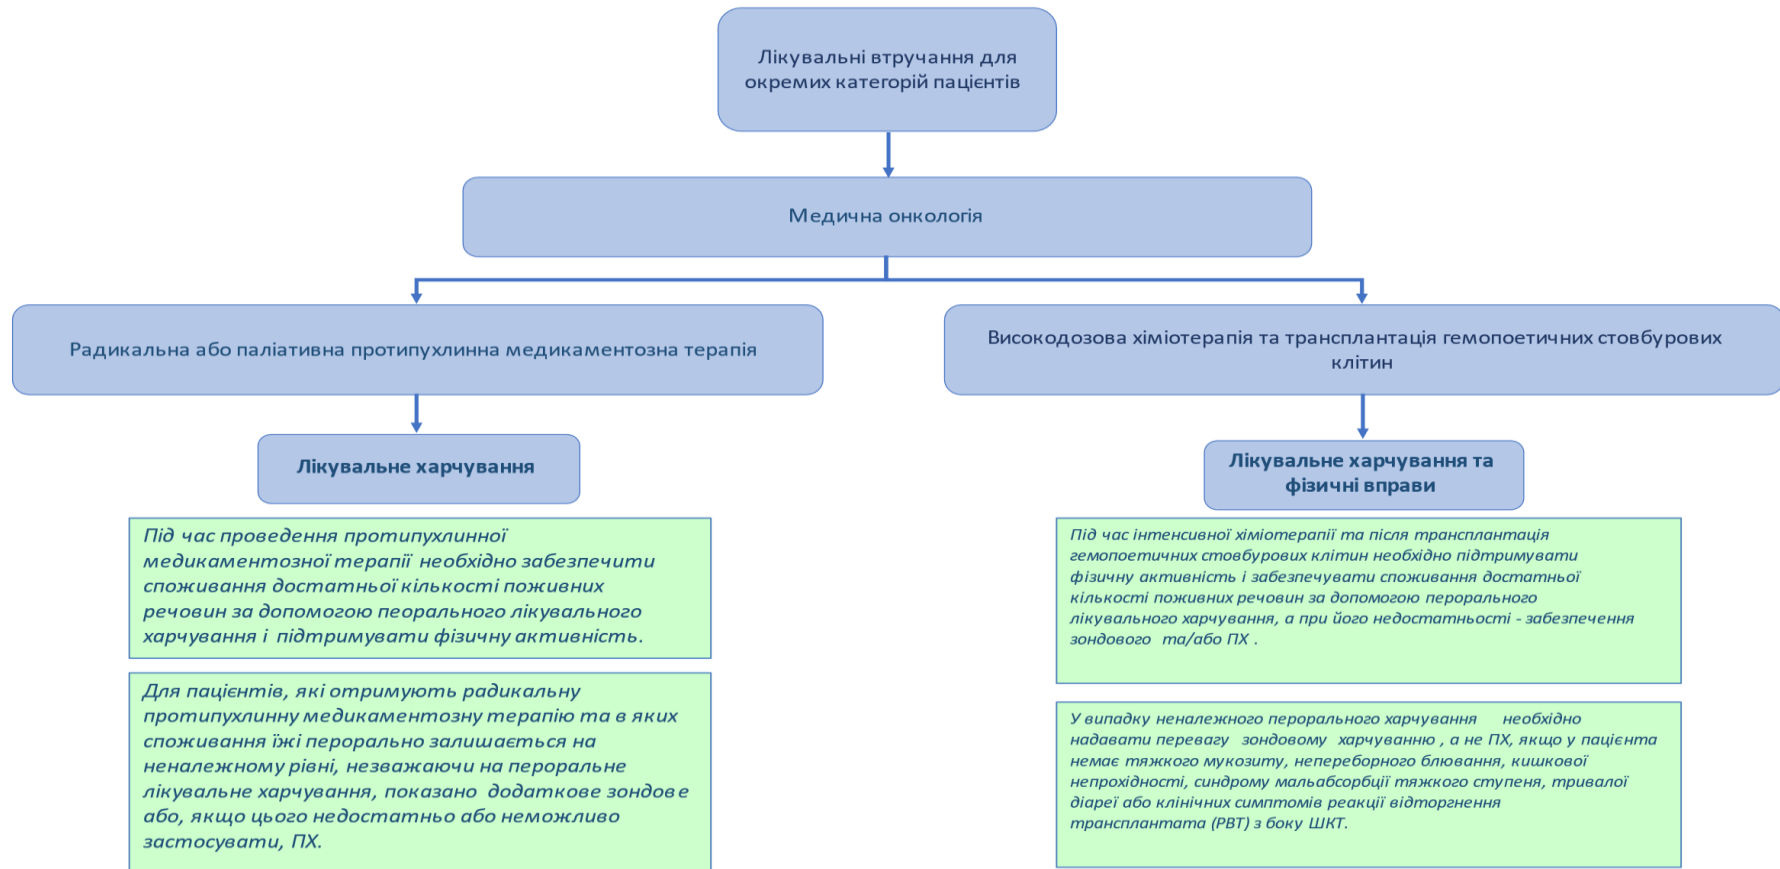 Лікувальні втручання для
окремих категорій пацієнтів
Медична онкологія
Радикальна або паліативна протипухлинна медикаментозна терапія
Високодозова хіміотерапія та трансплантація гемопоетичних стовбурових
клітин
Лікувальне харчування
Лікувальне харчування та
фізичні вправи
Під час проведення протипухлинної
медикаментозної терапії необхідно забезпечити
споживання достатньої кількості поживних
речовин за допомогою пеорального лікувального
харчування і підтримувати фізичну активність.
Для пацієнтів, які отримують радикальну
протипухлинну медикаментозну терапію та в яких
споживання їжі перорально залишається на
неналежному рівні, незважаючи на пероральне
лікувальне харчування, показано додаткове зондове
або, якщо цього недостатньо або неможливо
застосувати, ПХ.
Під час інтенсивної хіміотерапії та після трансплантація
гемопоетичних стовбурових клітин необхідно підтримувати
фізичну активність і забезпечувати споживання достатньої
кількості поживних речовин за допомогою перорального
лікувального харчування, а при його недостатньості - забезпечення
зондового та/або ПХ .
У випадку неналежного перорального харчування необхідно
надавати перевагу зондовому харчуванню , а не ПХ, якщо у пацієнта
немає тяжкого мукозиту, непереборного блювання, кишкової
непрохідності, синдрому мальабсорбції тяжкого ступеня, тривалої
діареї або клінічних симптомів реакції відторгнення
трансплантата (РВТ) з боку ШКТ.